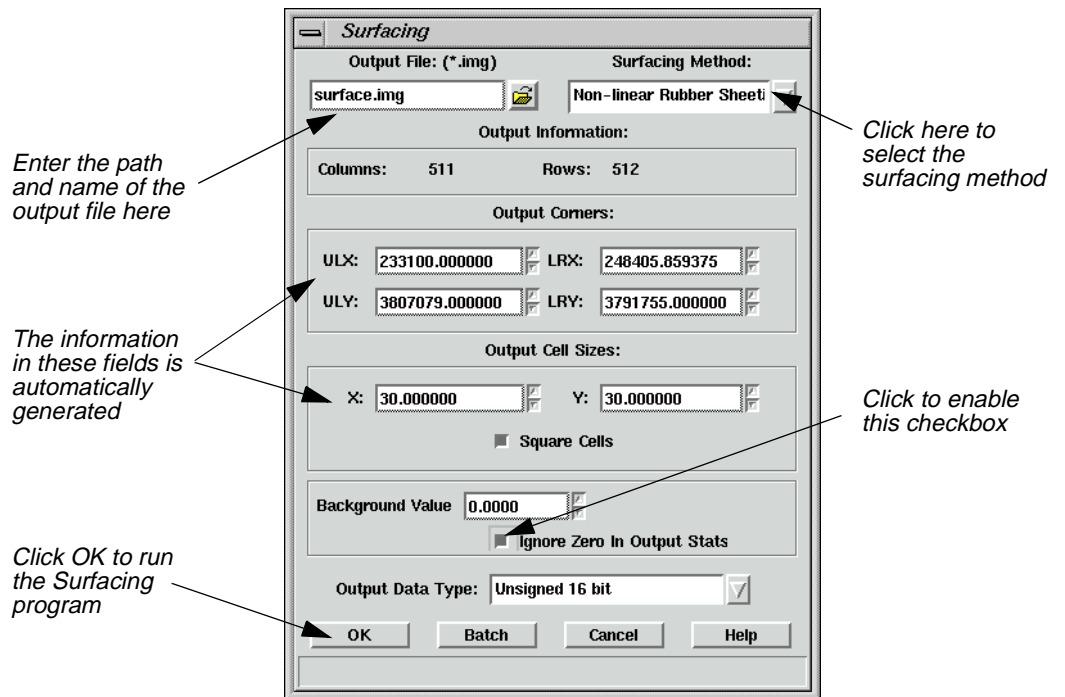 Surfacing
Output File: (*.img) Surfacing Method:
surface.img Non-linear Rubber Sheeti
Output Information:
Columns: 511 Rows: 512
Output Corners:
ULX: 233100.000000 LRX: 248405.859375
ULY: 3807079.000000 LRY: 3791755.000000
Output Cell Sizes:
X: 30.000000 Y: 30.000000
Square Cells
Background Value 0.0000
Ignore Zero In Output Stats
Output Data Type: Unsigned 16 bit
OK Batch Cancel Help
Enter the path
and name of the
output file here
The information
in these fields is
automatically
generated
Click OK to run
the Surfacing
program
Click here to
select the
surfacing method
Click to enable
this checkbox